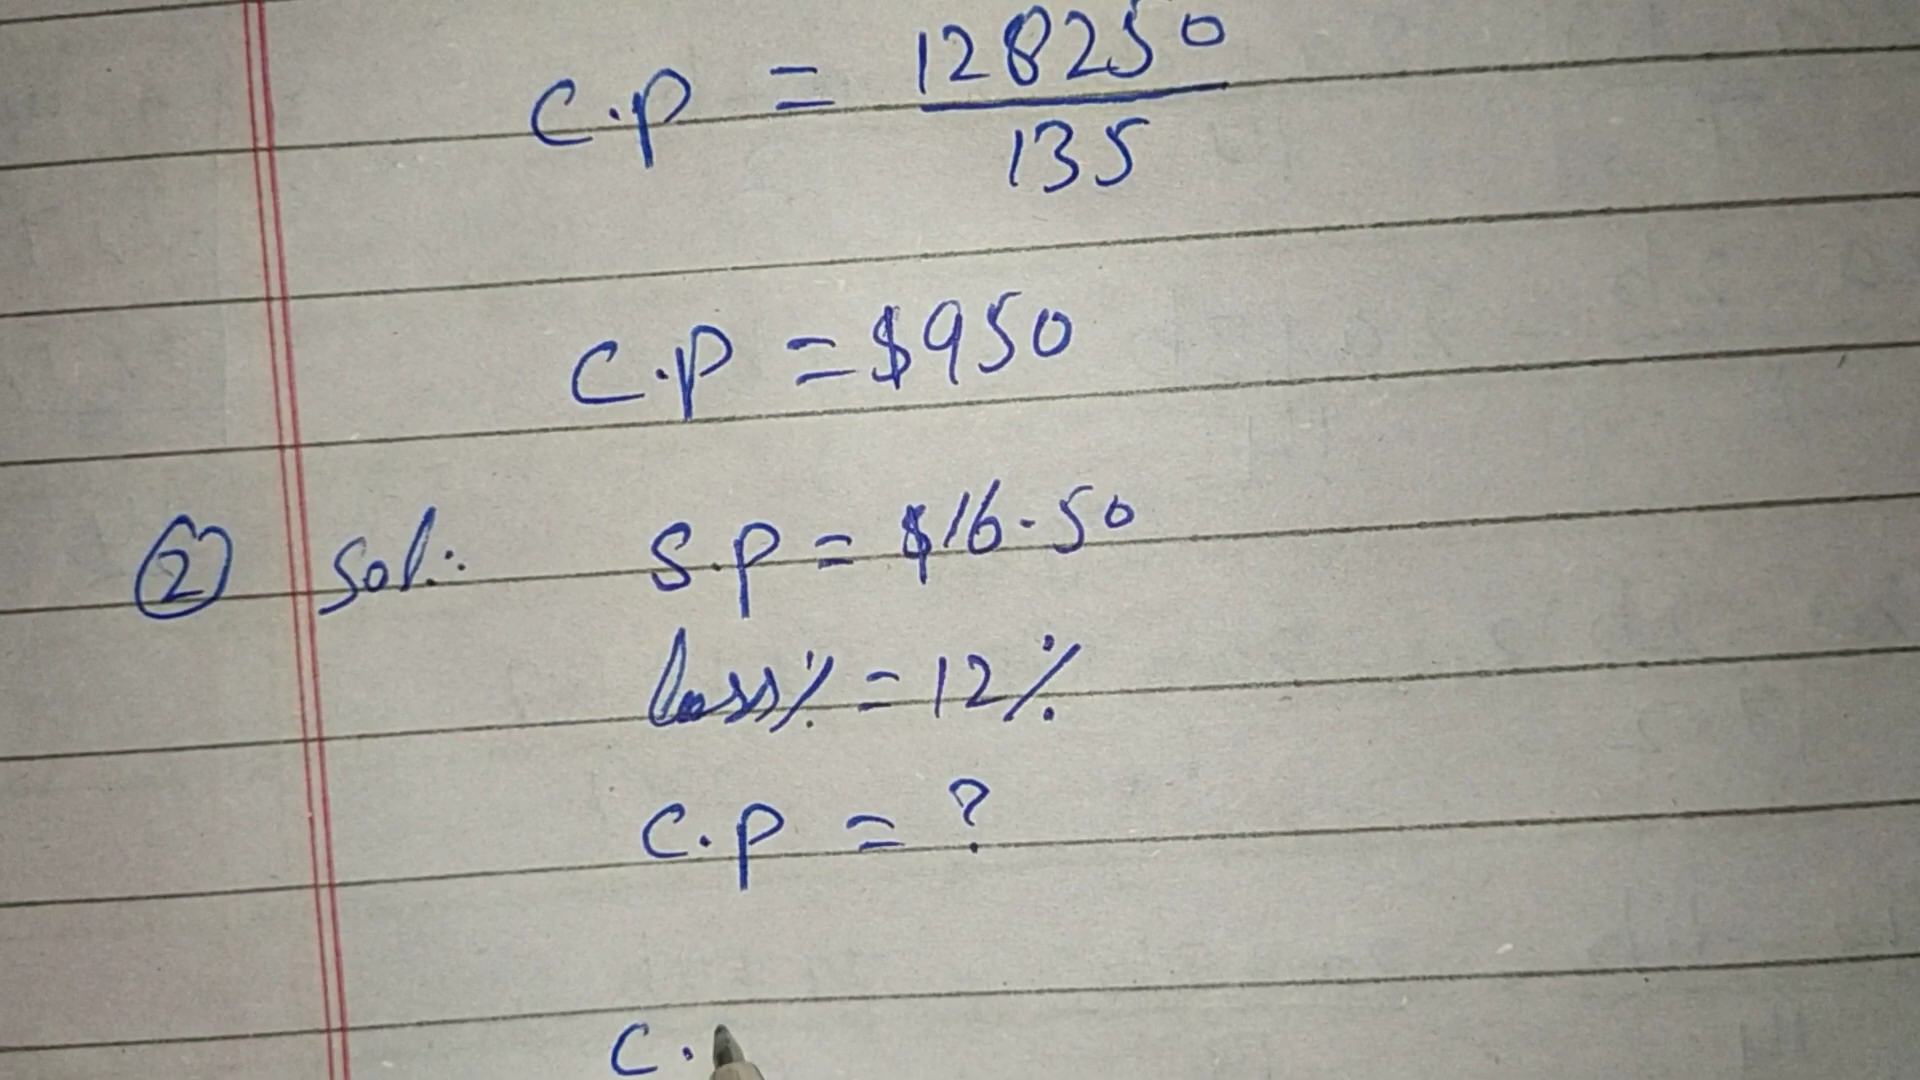 C.P = 128250
135
C.P = $950
② Sol:. S.P = $16.50
loss% = 12%
C.P = ?
C.